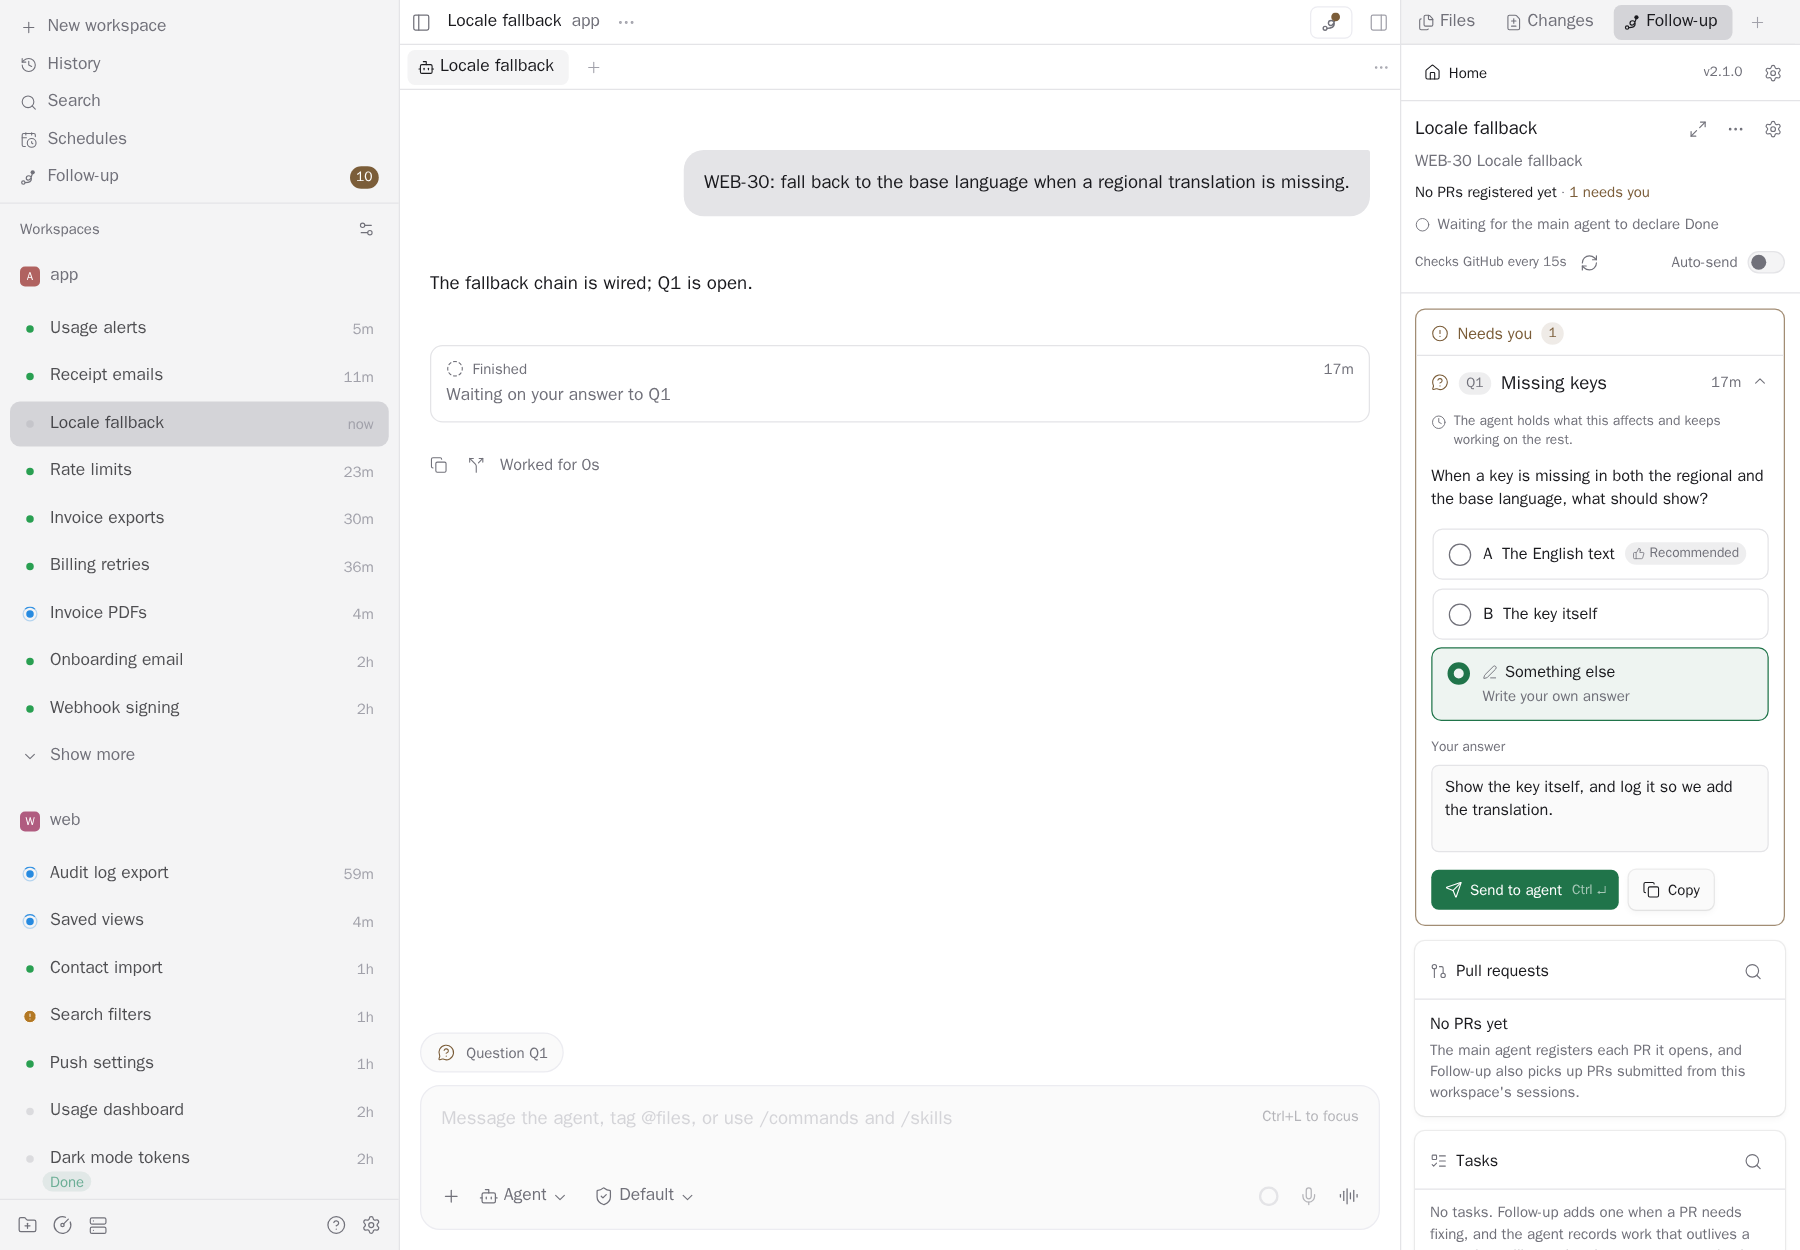 New workspace
History
Search
Schedules
Follow-up 10
Workspaces
A app
Usage alerts 5m
Receipt emails 11m
Locale fallback now
Rate limits 23m
Invoice exports 30m
Billing retries 36m
Invoice PDFs 4m
Onboarding email 2h
Webhook signing 2h
Show more
W web
Audit log export 59m
Saved views 4m
Contact import 1h
Search filters 1h
Push settings 1h
Usage dashboard 2h
Dark mode tokens 2h
Done
Locale fallback app
Locale fallback
WEB-30: fall back to the base language when a regional translation is missing.
The fallback chain is wired; Q1 is open.
Finished 17m
Waiting on your answer to Q1
Worked for 0s
Question Q1
Message the agent, tag @files, or use /commands and /skills Ctrl+L to focus
Agent Default
Files Changes Follow-up
Home v2.1.0
Locale fallback
WEB-30 Locale fallback
No PRs registered yet · 1 needs you
Waiting for the main agent to declare Done
Checks GitHub every 15s Auto-send
Needs you 1
Q1 Missing keys 17m
The agent holds what this affects and keeps
working on the rest.
When a key is missing in both the regional and
the base language, what should show?
A The English text Recommended
B The key itself
Something else
Write your own answer
Your answer
Show the key itself, and log it so we add
the translation.
Send to agent Ctrl ↵ Copy
Pull requests
No PRs yet
The main agent registers each PR it opens, and
Follow-up also picks up PRs submitted from this
workspace's sessions.
Tasks
No tasks. Follow-up adds one when a PR needs
fixing, and the agent records work that outlives a